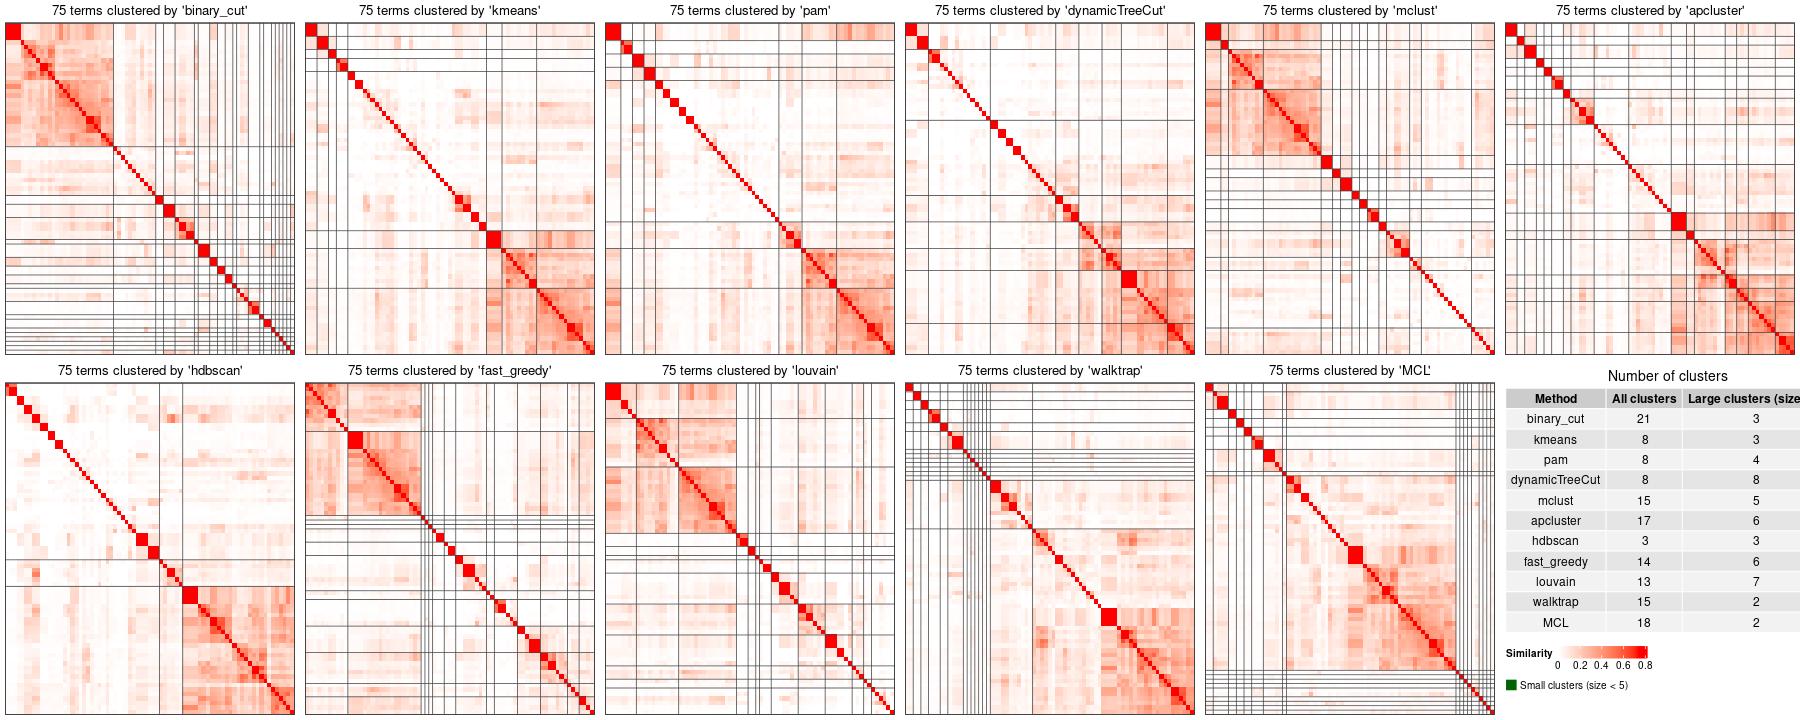 75 terms clustered by 'binary_cut'
75 terms clustered by 'kmeans'
75 terms clustered by 'pam'
75 terms clustered by 'dynamicTreeCut'
75 terms clustered by 'mclust'
75 terms clustered by 'apcluster'
75 terms clustered by 'hdbscan'
75 terms clustered by 'fast_greedy'
75 terms clustered by 'louvain'
75 terms clustered by 'walktrap'
75 terms clustered by 'MCL'
Number of clusters
Method All clusters Large clusters (size
binary_cut 21 3
kmeans 8 3
pam 8 4
dynamicTreeCut 8 8
mclust 15 5
apcluster 17 6
hdbscan 3 3
fast_greedy 14 6
louvain 13 7
walktrap 15 2
MCL 18 2
Similarity
0 0.2 0.4 0.6 0.8
Small clusters (size < 5)